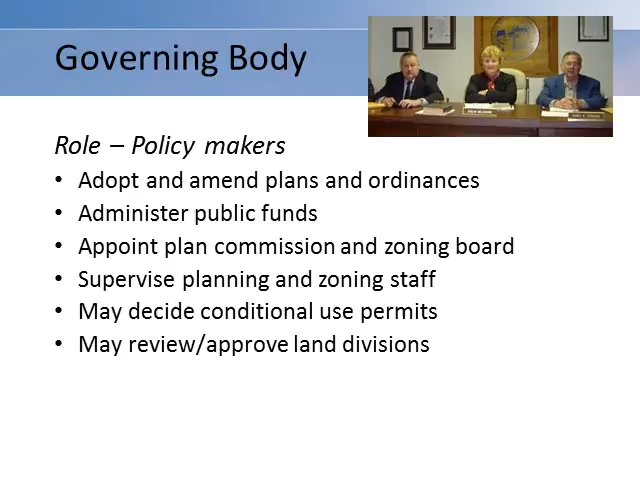 Governing Body
Role – Policy makers
• Adopt and amend plans and ordinances
• Administer public funds
• Appoint plan commission and zoning board
• Supervise planning and zoning staff
• May decide conditional use permits
• May review/approve land divisions